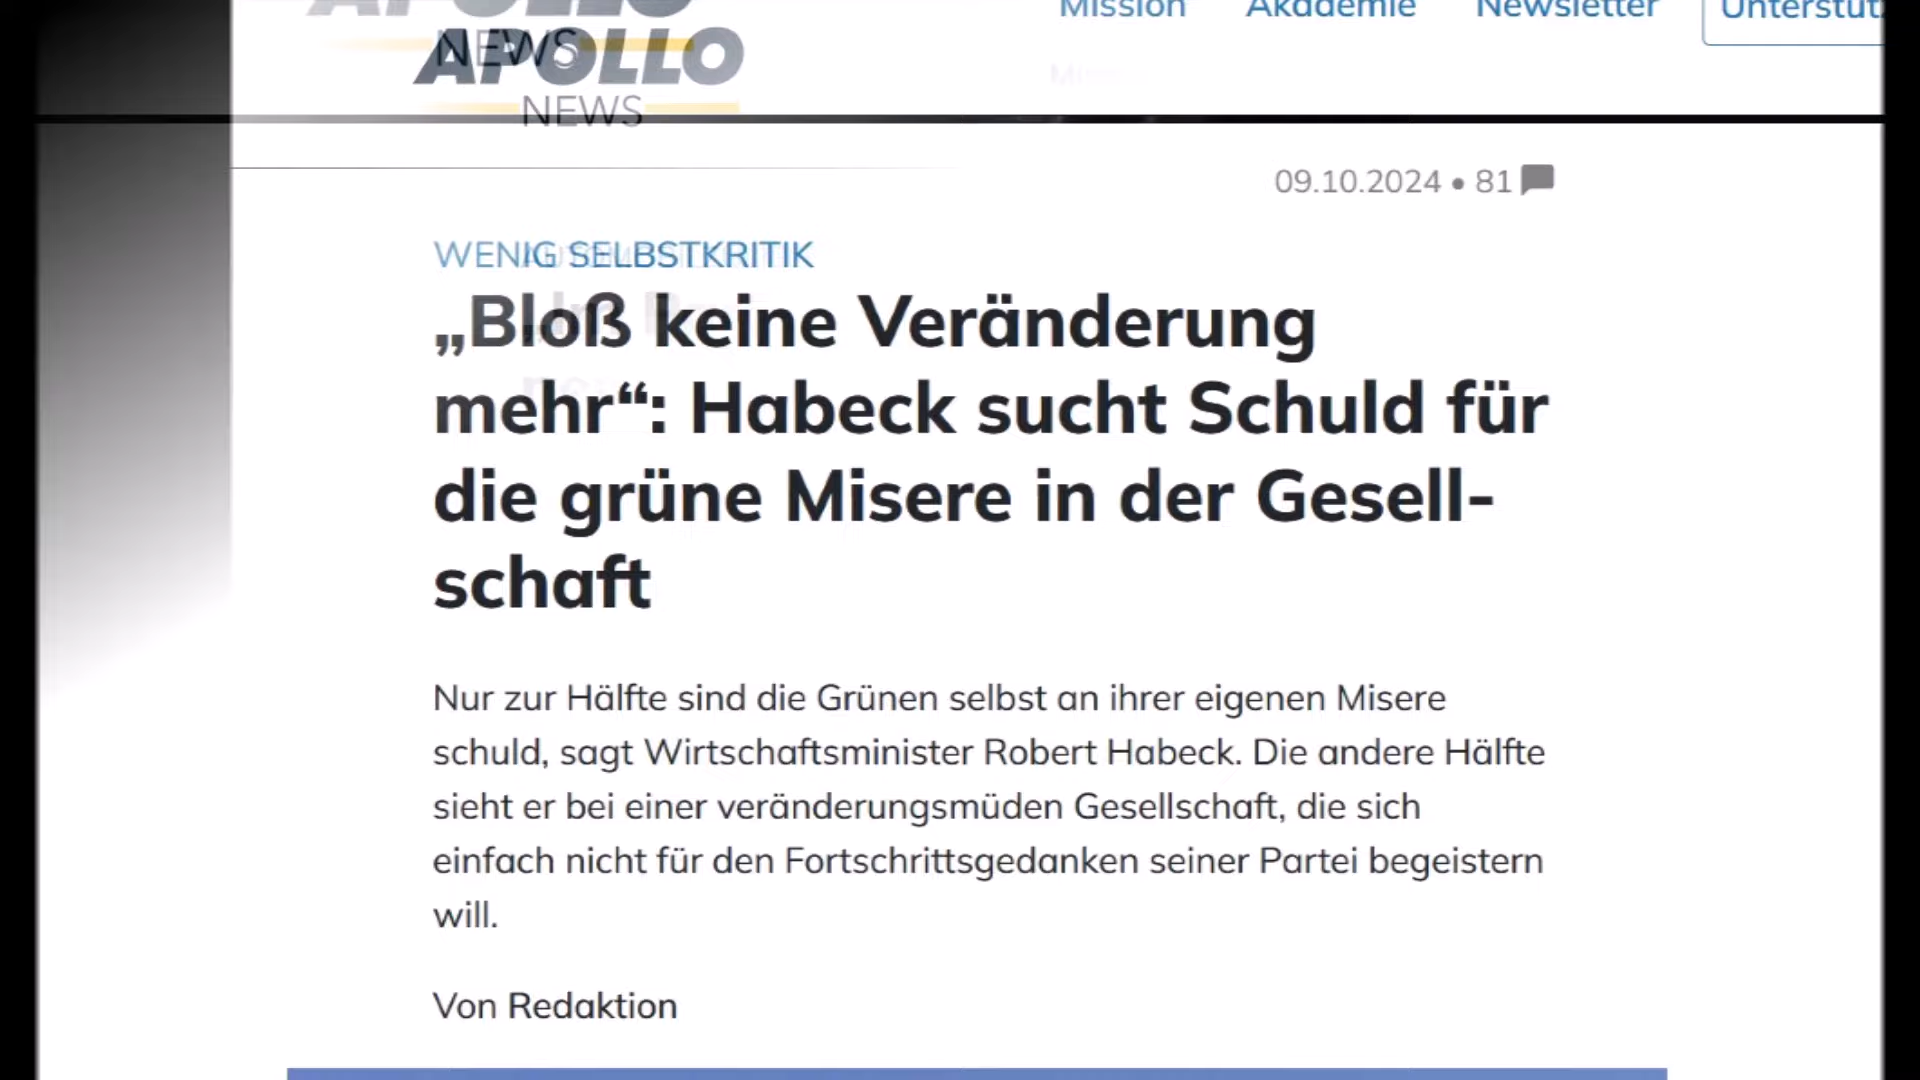 APOLLO
NEWS
APOLLO
NEWS
Mission Akademie Newsletter
09.10.2024 • 81
WENIG SELBSTKRITIK
„Bloß keine Veränderung
mehr“: Habeck sucht Schuld für
die grüne Misere in der Gesell-
schaft
Nur zur Hälfte sind die Grünen selbst an ihrer eigenen Misere
schuld, sagt Wirtschaftsminister Robert Habeck. Die andere Hälfte
sieht er bei einer veränderungsmüden Gesellschaft, die sich
einfach nicht für den Fortschrittsgedanken seiner Partei begeistern
will.
Von Redaktion